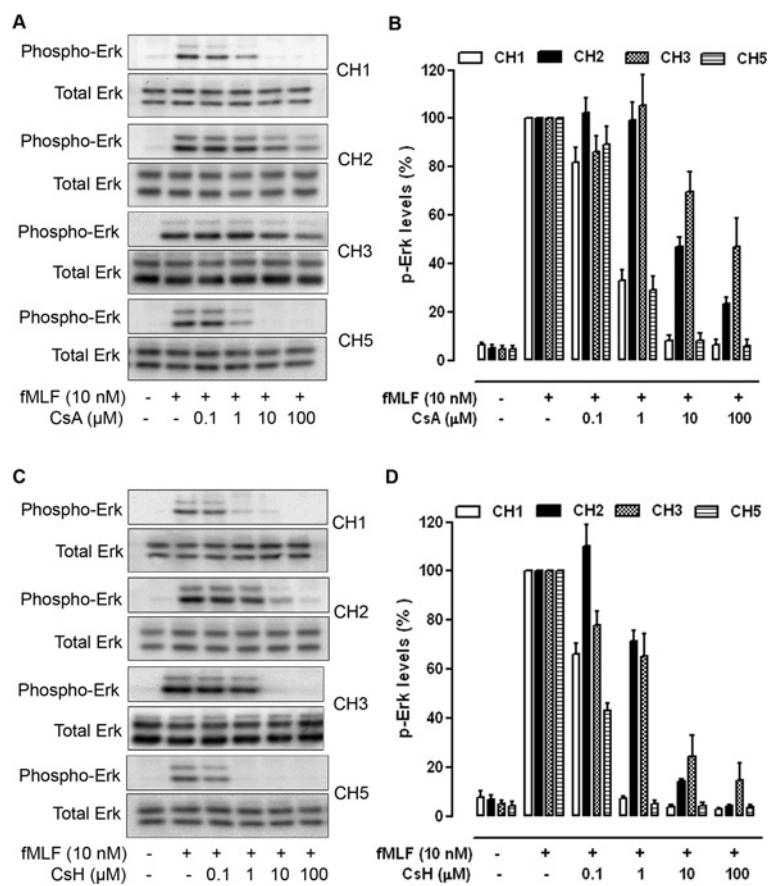 A
Phospho-Erk
CH1
Total Erk
Phospho-Erk
CH2
Total Erk
Phospho-Erk
CH3
Total Erk
Phospho-Erk
CH5
Total Erk
fMLF (10 nM) - + + + + +
CsA (μM) - - 0.1 1 10 100
B
CH1 CH2 CH3 CH5
120
100
80
60
40
20
0
p-Erk levels (%)
fMLF (10 nM) - + + + + +
CsA (μM) - - 0.1 1 10 100
C
Phospho-Erk
CH1
Total Erk
Phospho-Erk
CH2
Total Erk
Phospho-Erk
CH3
Total Erk
Phospho-Erk
CH5
Total Erk
fMLF (10 nM) - + + + + +
CsH (μM) - - 0.1 1 10 100
D
CH1 CH2 CH3 CH5
120
100
80
60
40
20
0
p-Erk levels (%)
fMLF (10 nM) - + + + + +
CsH (μM) - - 0.1 1 10 100